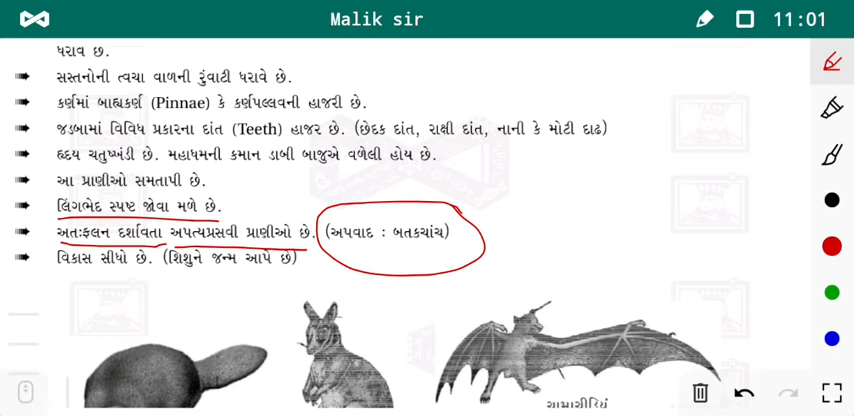 Malik sir
11:01
ધરાવ છે.
➠ સસ્તનોની ત્વચા વાળની રુંવાટી ધરાવે છે.
➠ કર્ણમાં બાહ્યકર્ણ (Pinnae) કે કર્ણપલ્લવની હાજરી છે.
➠ જડબામાં વિવિધ પ્રકારના દાંત (Teeth) હાજર છે. (છેદક દાંત, રાક્ષી દાંત, નાની કે મોટી દાઢ)
➠ હૃદય ચતુષ્ખંડી છે. મહાધમની કમાન ડાબી બાજુએ વળેલી હોય છે.
➠ આ પ્રાણીઓ સમતાપી છે.
➠ લિંગભેદ સ્પષ્ટ જોવા મળે છે.
➠ અતઃફલન દર્શાવતા અપત્યપ્રસવી પ્રાણીઓ છે. (અપવાદ : બતકચાંચ)
➠ વિકાસ સીધો છે. (શિશુને જન્મ આપે છે)